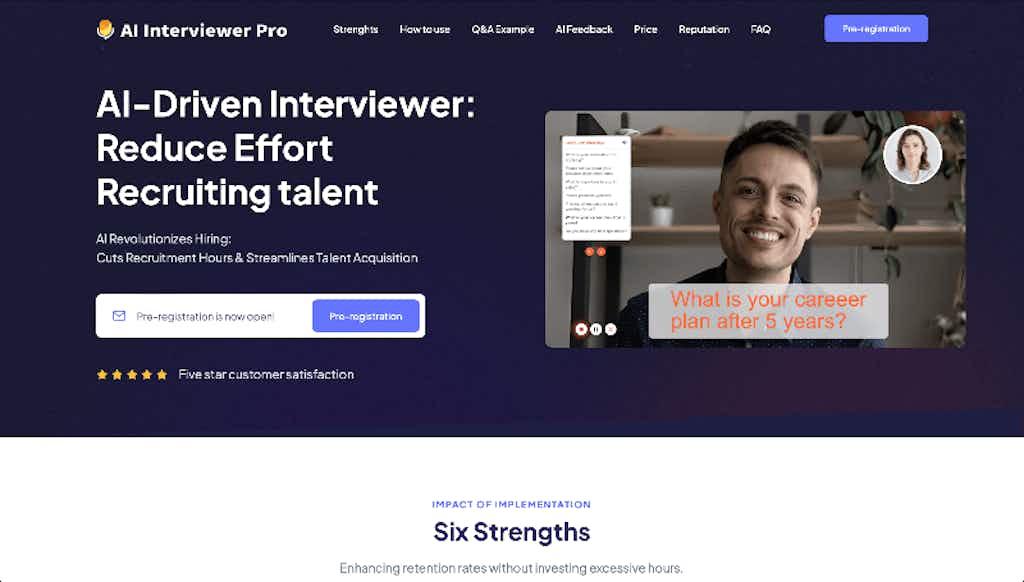 AI Interviewer Pro
Strenghts
How to use
Q&A Example
AI Feedback
Price
Reputation
FAQ
Pre-registration
AI-Driven Interviewer:
Reduce Effort
Recruiting talent
AI Revolutionizes Hiring:
Cuts Recruitment Hours & Streamlines Talent Acquisition
Pre-registration is now open!
Pre-registration
Five star customer satisfaction
What is your careeer
plan after 5 years?
IMPACT OF IMPLEMENTATION
Six Strengths
Enhancing retention rates without investing excessive hours.